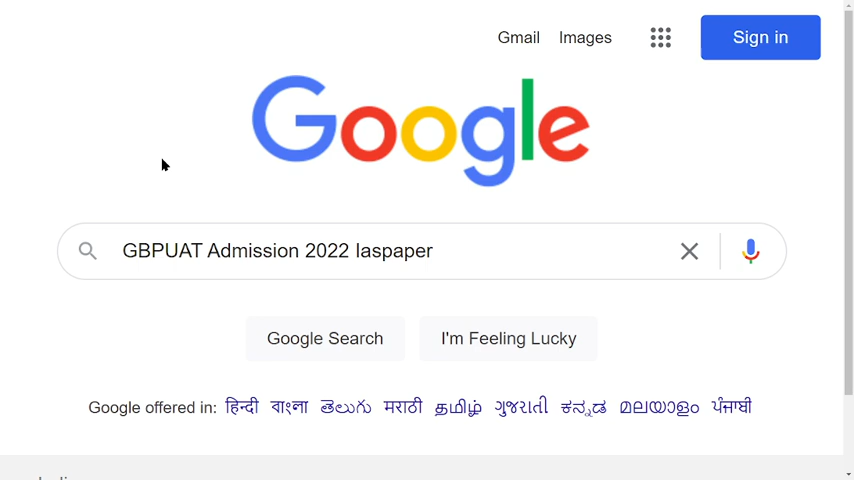 Gmail Images Sign in
Google
GBPUAT Admission 2022 Iaspaper
Google Search I'm Feeling Lucky
Google offered in: हिन्दी বাংলা తెలుగు मराठी தமிழ் ગુજરાતી ಕನ್ನಡ മലയാളം ਪੰਜਾਬੀ